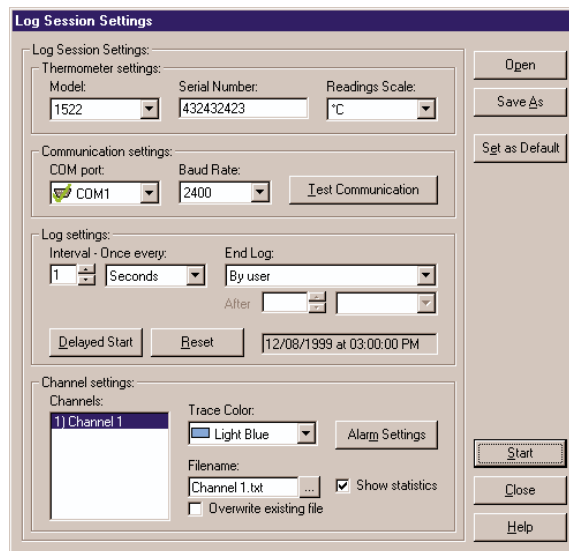 Log Session Settings
Log Session Settings:
Thermometer settings:
Model: Serial Number: Readings Scale:
1522 432432423 °C
Communication settings:
COM port: Baud Rate:
COM1 2400 Test Communication
Log settings:
Interval - Once every: End Log:
1 Seconds By user
After
Delayed Start Reset 12/08/1999 at 03:00:00 PM
Channel settings:
Channels:
1) Channel 1
Trace Color:
Light Blue Alarm Settings
Filename:
Channel 1.txt ... Show statistics
Overwrite existing file
Open
Save As
Set as Default
Start
Close
Help